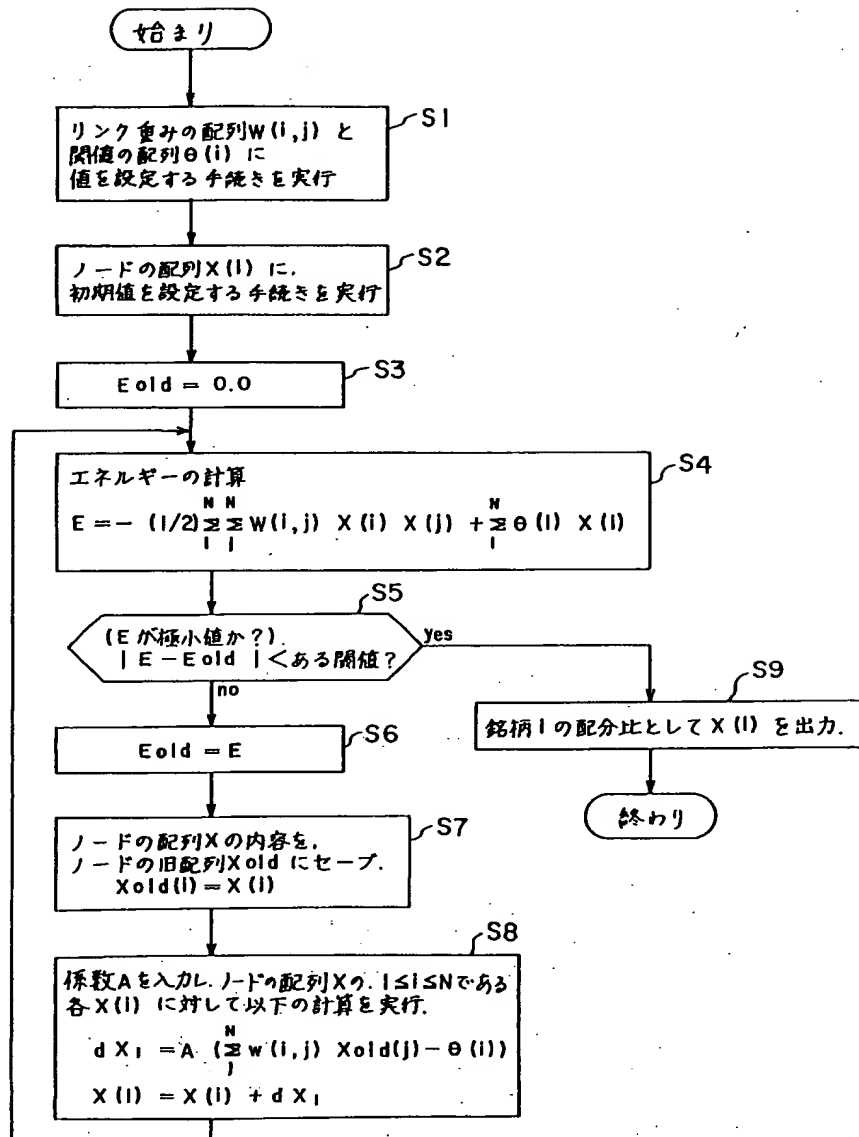 始まり
S1
リンク重みの配列W(i,j)と
閾値の配列θ(i)に
値を設定する手続きを実行
S2
ノードの配列X(i)に.
初期値を設定する手続きを実行
S3
Eold = 0.0
S4
エネルギーの計算
N N N
E = - (1/2) Σ Σ W(i,j) X(i) X(j) + Σ θ(i) X(i)
i j i
S5
(Eが極小値か?)
| E - Eold | < ある閾値?
yes
no
S9
銘柄iの配分比としてX(i)を出力.
終わり
S6
Eold = E
S7
ノードの配列Xの内容を.
ノードの旧配列Xoldにセーブ.
Xold(i) = X(i)
S8
係数Aを入力し.ノードの配列Xの. 1≤i≤Nである
各X(i)に対して以下の計算を実行.
N
dXi = A (Σ w(i,j) Xold(j) - θ(i))
j
X(i) = X(i) + dXi